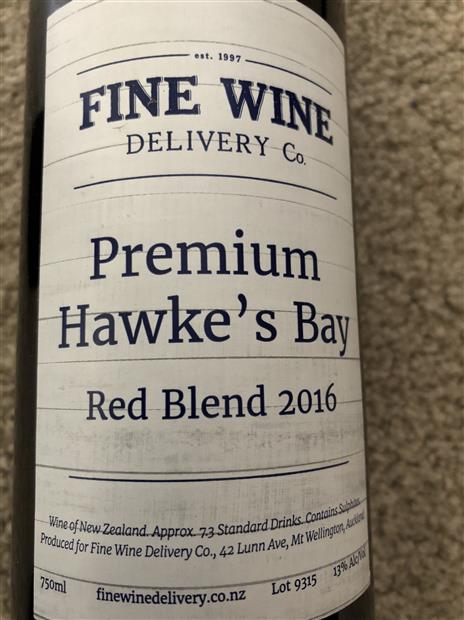 est. 1997
FINE WINE
DELIVERY Co.
Premium
Hawke's Bay
Red Blend 2016
Wine of New Zealand. Approx. 7.3 Standard Drinks. Contains Sulphites.
Produced for Fine Wine Delivery Co., 42 Lunn Ave, Mt Wellington, Auckland
750ml finewinedelivery.co.nz Lot 9315 13% Alc/Vol